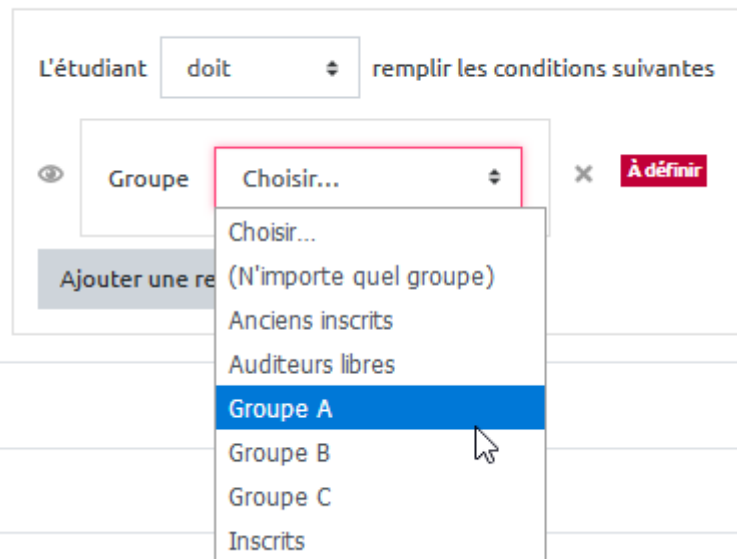 L'étudiant doit remplir les conditions suivantes
Groupe Choisir... À définir
Choisir...
(N'importe quel groupe)
Ajouter une re
Anciens inscrits
Auditeurs libres
Groupe A
Groupe B
Groupe C
Inscrits